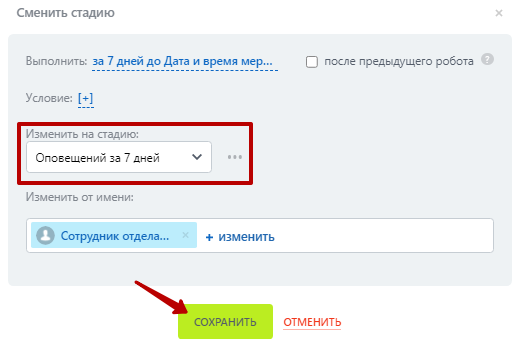 Сменить стадию
Выполнить: за 7 дней до Дата и время мер... после предыдущего робота ?
Условие: [+]
Изменить на стадию:
Оповещений за 7 дней
Изменить от имени:
Сотрудник отдела... × + изменить
СОХРАНИТЬ ОТМЕНИТЬ